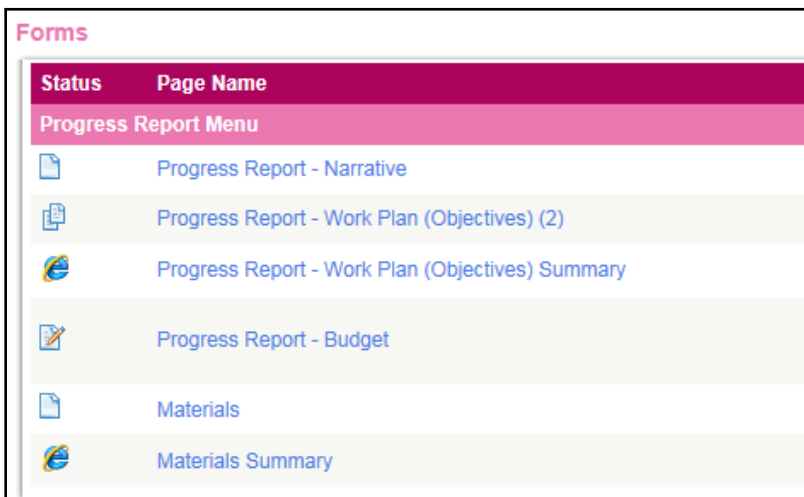 Forms
Status Page Name
Progress Report Menu
Progress Report - Narrative
Progress Report - Work Plan (Objectives) (2)
Progress Report - Work Plan (Objectives) Summary
Progress Report - Budget
Materials
Materials Summary